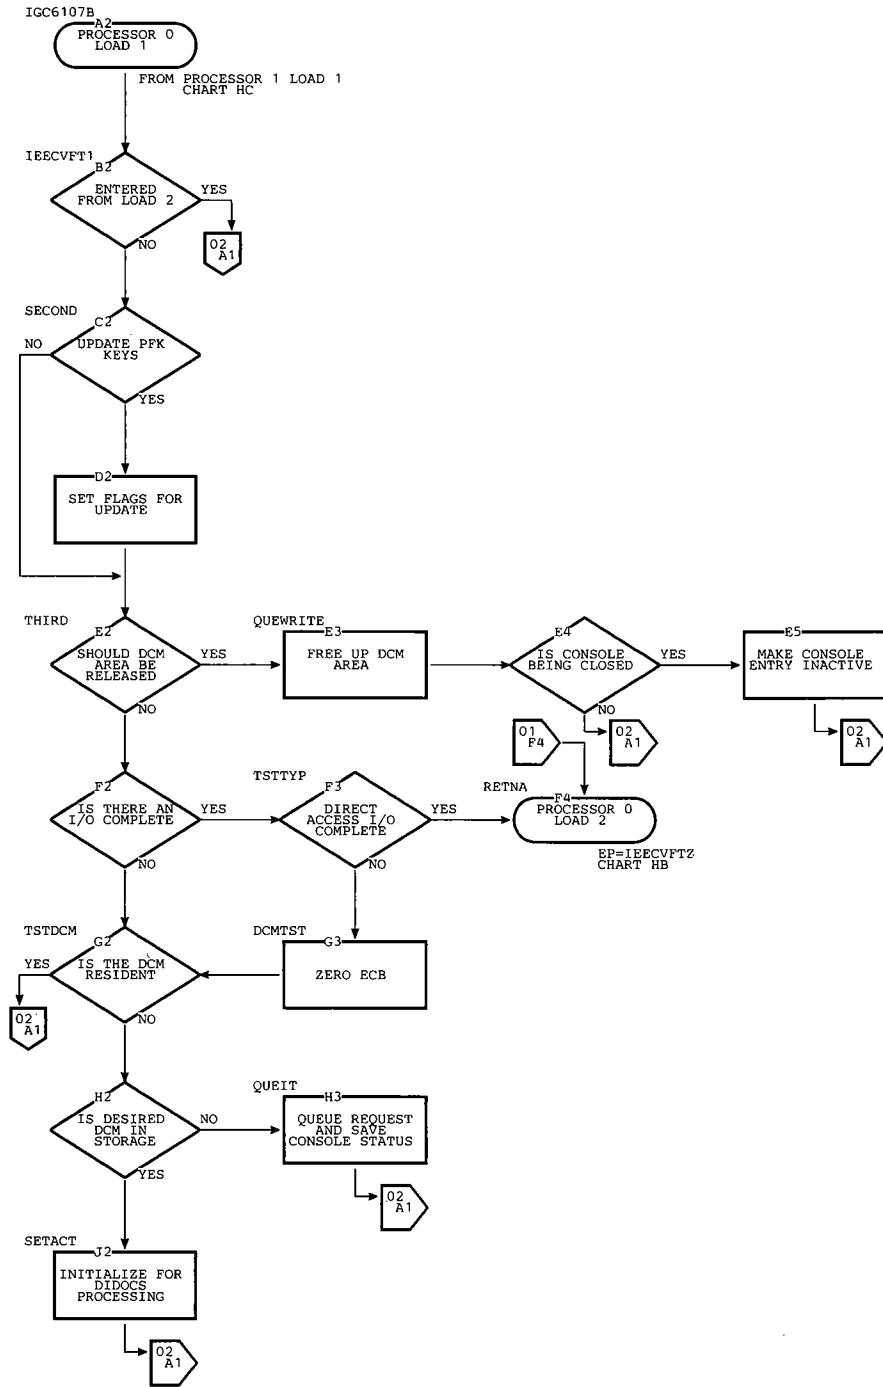 IGC6107B
A2
PROCESSOR 0
LOAD 1
FROM PROCESSOR 1 LOAD 1
CHART HC
IEECVFT1
B2
ENTERED
FROM LOAD 2
YES
02
A1
NO
SECOND
C2
UPDATE PFK
KEYS
NO
YES
D2
SET FLAGS FOR
UPDATE
THIRD
E2
SHOULD DCM
AREA BE
RELEASED
YES
NO
QUEWRITE
E3
FREE UP DCM
AREA
E4
IS CONSOLE
BEING CLOSED
YES
NO
E5
MAKE CONSOLE
ENTRY INACTIVE
01
F4
02
A1
02
A1
F2
IS THERE AN
I/O COMPLETE
YES
NO
TSTTYP
F3
DIRECT
ACCESS I/O
COMPLETE
YES
NO
RETNA
F4
PROCESSOR 0
LOAD 2
EP=IEECVFTZ
CHART HB
TSTDCM
G2
IS THE DCM
RESIDENT
YES
NO
02
A1
DCMTST
G3
ZERO ECB
H2
IS DESIRED
DCM IN
STORAGE
NO
YES
QUEIT
H3
QUEUE REQUEST
AND SAVE
CONSOLE STATUS
02
A1
SETACT
J2
INITIALIZE FOR
DIDOCS
PROCESSING
02
A1